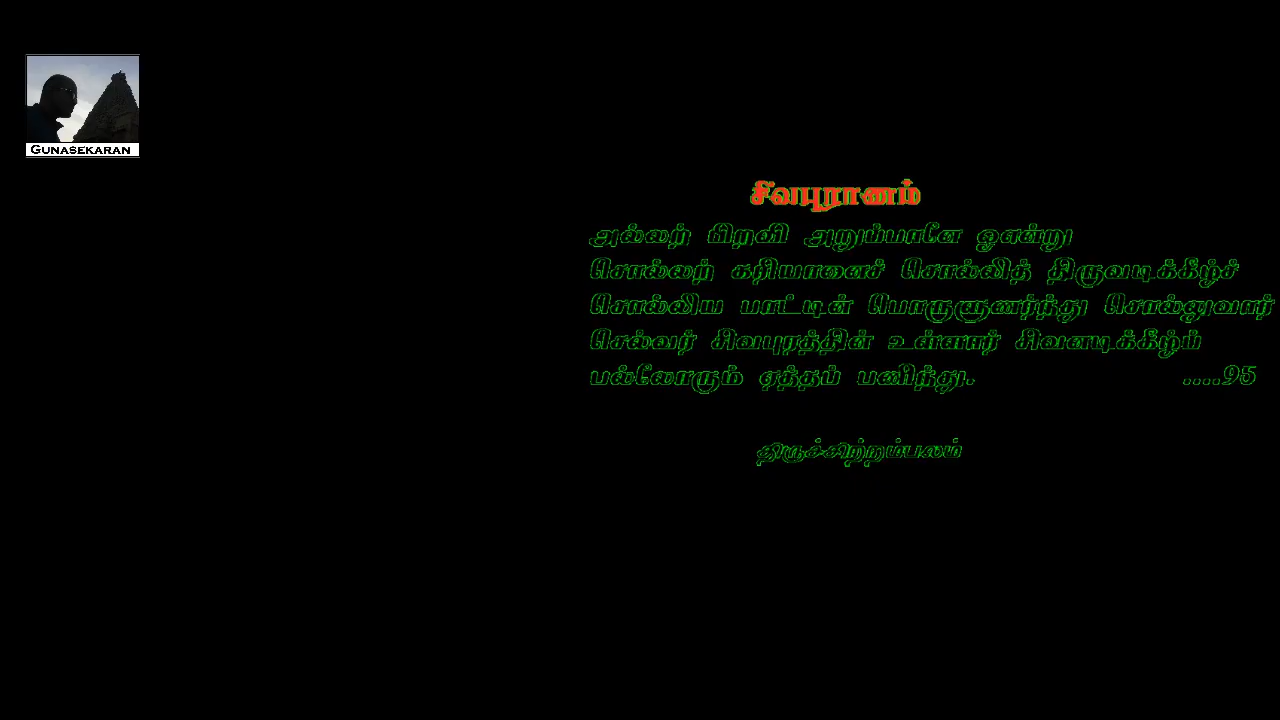 GUNASEKARAN
சிவபுராணம்
அல்லற் பிறவி அறுப்பானே ஓஎன்று
சொல்லற் கரியானைச் சொல்லித் திருவடிக்கீழ்ச்
சொல்லிய பாட்டின் பொருளுணர்ந்து சொல்லுவார்
செல்வர் சிவபுரத்தின் உள்ளார் சிவனடிக்கீழ்ப்
பல்லோரும் ஏத்தப் பணிந்து. ....95
திருச்சிற்றம்பலம்